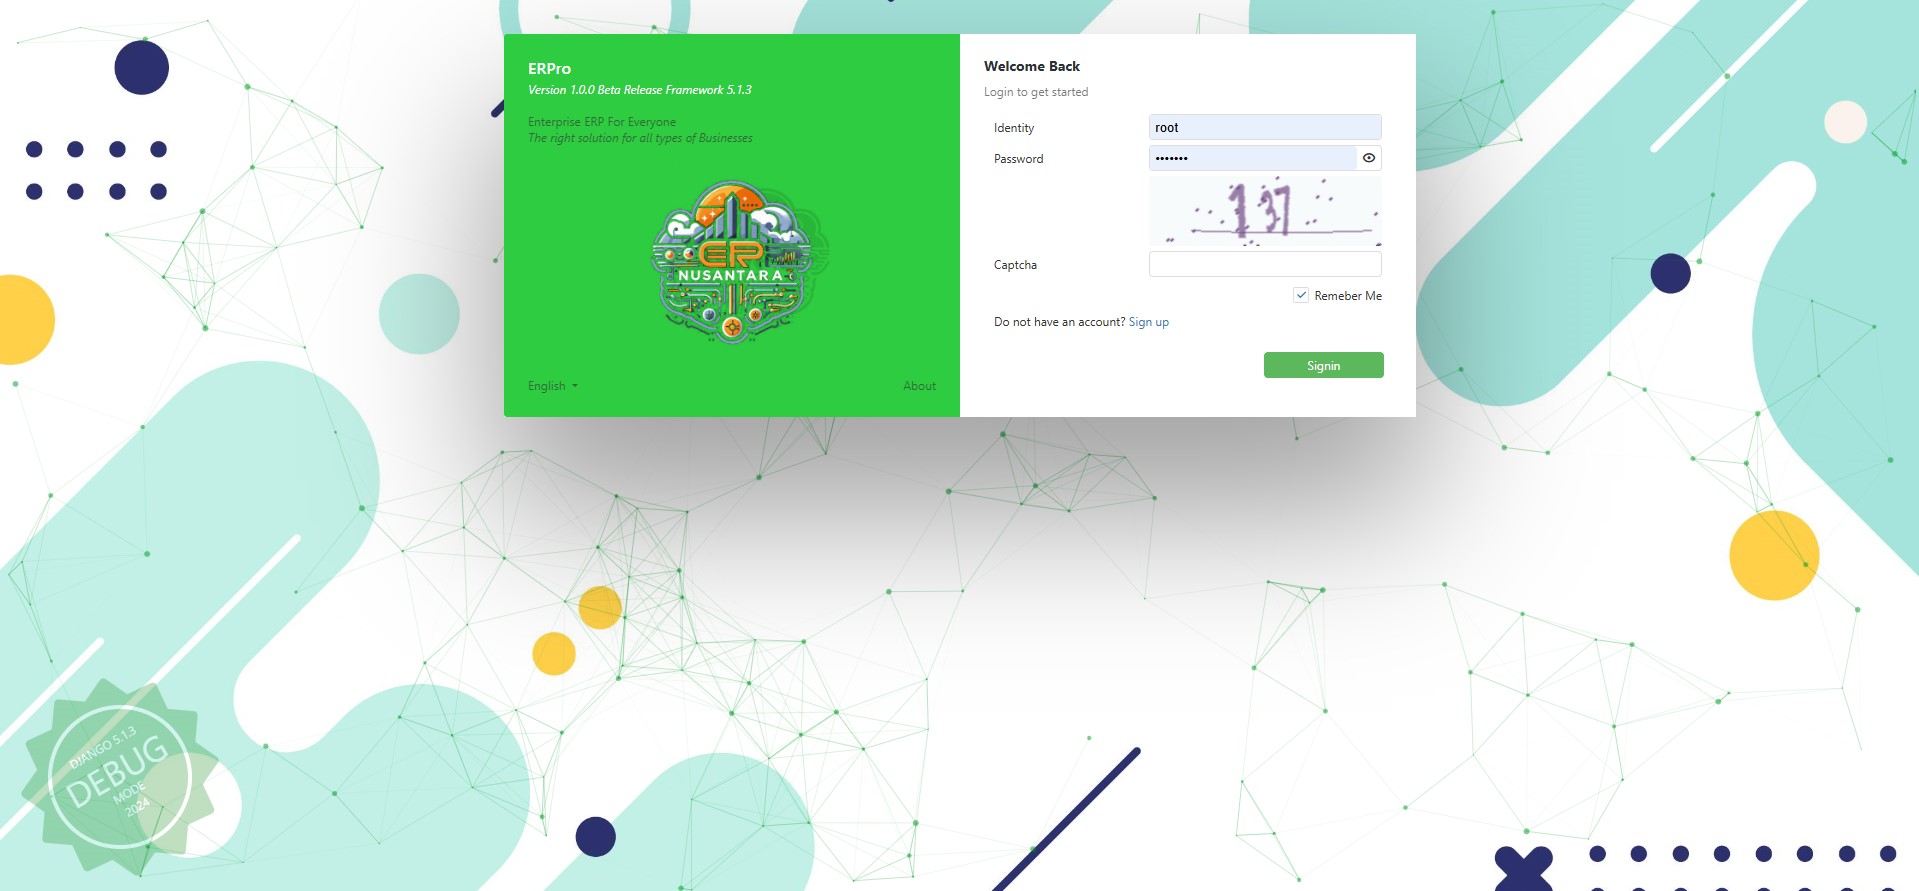 ERPro
Version 1.0.0 Beta Release Framework 5.1.3
Enterprise ERP For Everyone
The right solution for all types of Businesses
ERP
NUSANTARA
English
About
Welcome Back
Login to get started
Identity
root
Password
•••••••
137
Captcha
Remeber Me
Do not have an account? Sign up
Signin
DJANGO 5.1.3
DEBUG
MODE
2024